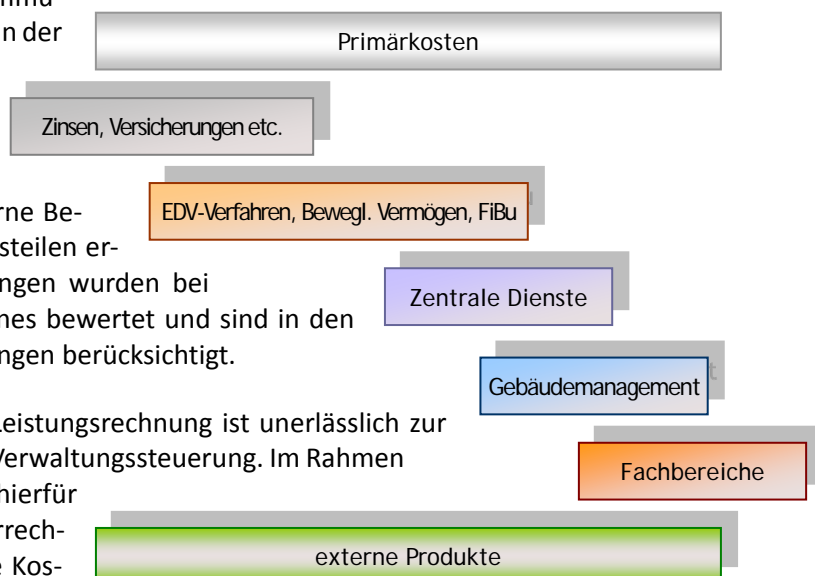 n der
Primärkosten
Zinsen, Versicherungen etc.
rne Be-
EDV-Verfahren, Bewegl. Vermögen, FiBu
steilen er-
ngen wurden bei
Zentrale Dienste
nes bewertet und sind in den
ngen berücksichtigt.
Gebäudemanagement
Leistungsrechnung ist unerlässlich zur
Verwaltungssteuerung. Im Rahmen
Fachbereiche
hierfür
rrech-
externe Produkte
e Kos-